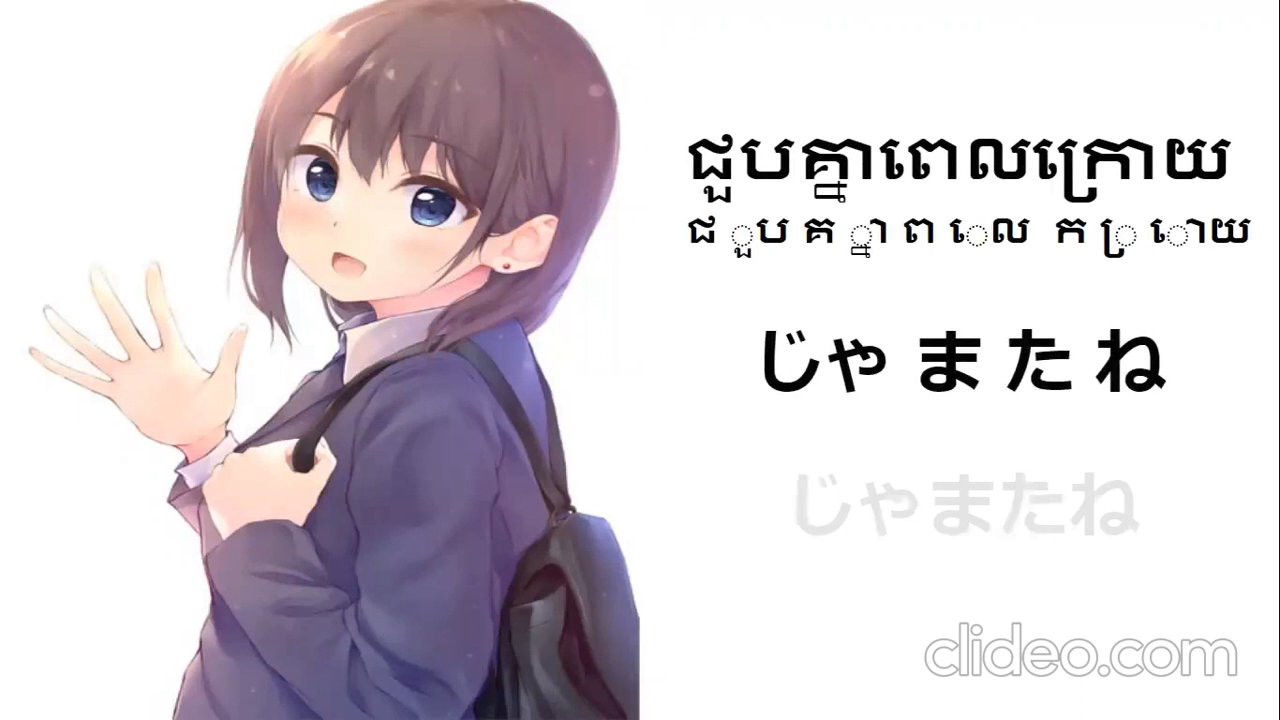 ជួបគ្នាពេលក្រោយ
ជ ួប គ ្នា ព េល ក ្រ ោយ
じゃ ま た ね
じゃまたね
clideo.com